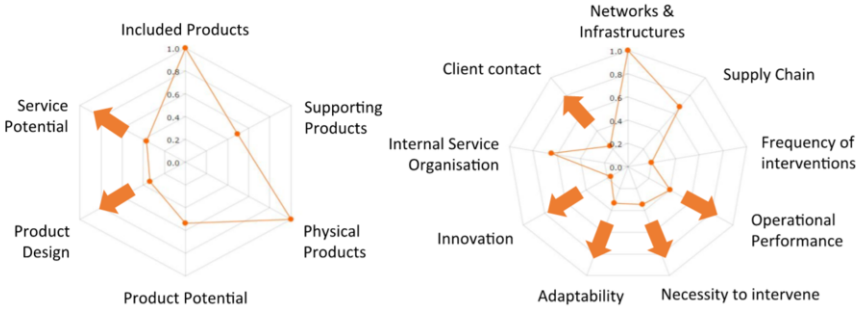 Included Products
1.0
0.8
0.6
0.4
0.2
0.0
Service
Potential
Supporting
Products
Product
Design
Physical
Products
Product Potential
Networks &
Infrastructures
1.0
0.8
0.6
0.4
0.2
0.0
Client contact
Supply Chain
Internal Service
Organisation
Frequency of
interventions
Innovation
Operational
Performance
Adaptability
Necessity to intervene